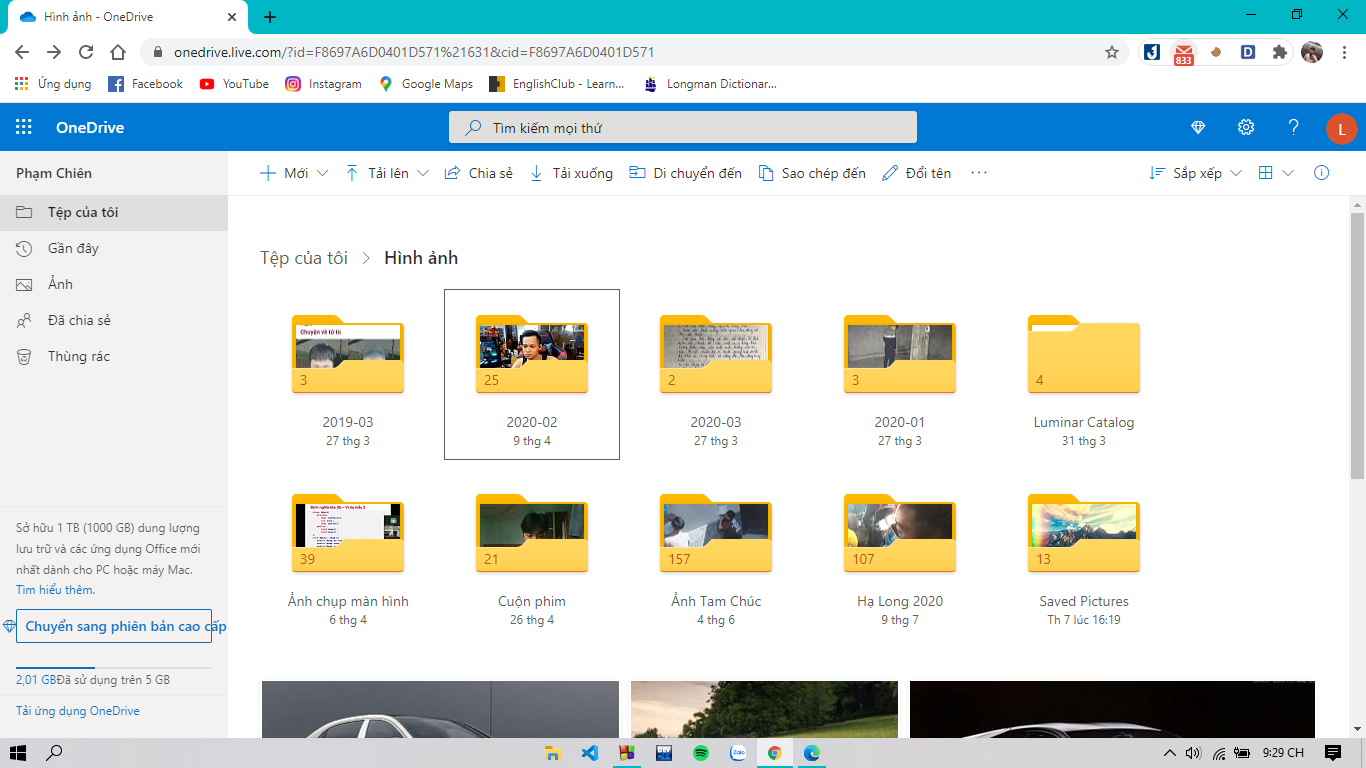 Hình ảnh - OneDrive
onedrive.live.com/?id=F8697A6D0401D571%21631&cid=F8697A6D0401D571
833
Ứng dụng Facebook YouTube Instagram Google Maps EnglishClub - Learn... Longman Dictionar...
OneDrive
Tìm kiếm mọi thứ
L
Phạm Chiên
Mới Tải lên Chia sẻ Tải xuống Di chuyển đến Sao chép đến Đổi tên ... Sắp xếp
Tệp của tôi
Gần đây
Ảnh
Đã chia sẻ
Thùng rác
Sở hữu 1 TB (1000 GB) dung lượng
lưu trữ và các ứng dụng Office mới
nhất dành cho PC hoặc máy Mac.
Tìm hiểu thêm.
Chuyển sang phiên bản cao cấp
2,01 GBĐã sử dụng trên 5 GB
Tải ứng dụng OneDrive
Tệp của tôi > Hình ảnh
Chuyện về tử tù
3
2019-03
27 thg 3
25
2020-02
9 thg 4
2
2020-03
27 thg 3
3
2020-01
27 thg 3
4
Luminar Catalog
31 thg 3
39
Ảnh chụp màn hình
6 thg 4
21
Cuộn phim
26 thg 4
157
Ảnh Tam Chúc
4 thg 6
107
Hạ Long 2020
9 thg 7
13
Saved Pictures
Th 7 lúc 16:19
Zalo
9:29 CH